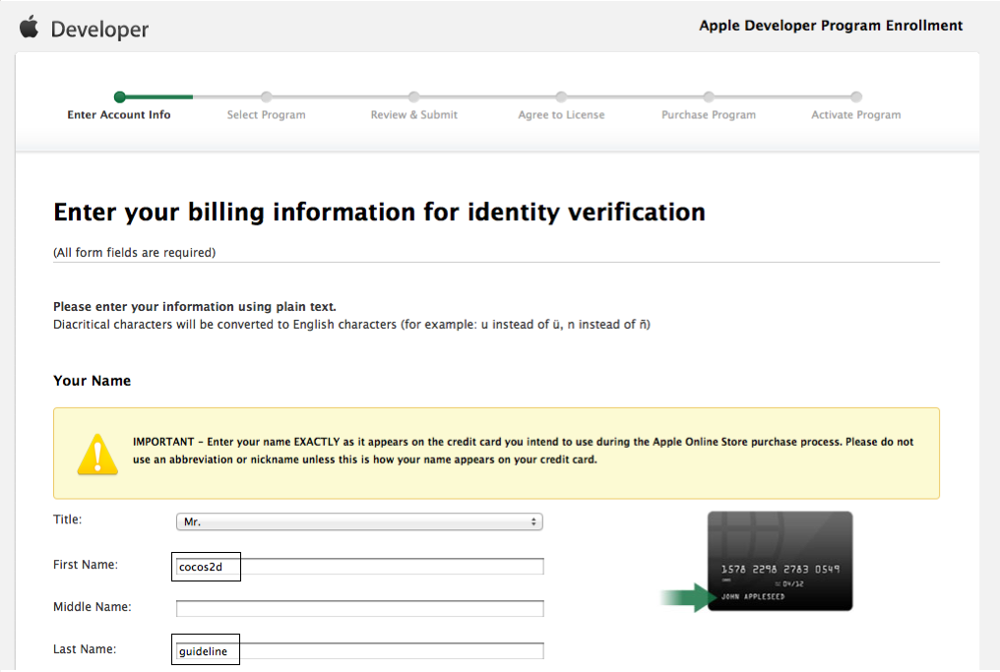 Developer
Apple Developer Program Enrollment
Enter Account Info
Select Program
Review & Submit
Agree to License
Purchase Program
Activate Program
Enter your billing information for identity verification
(All form fields are required)
Please enter your information using plain text.
Diacritical characters will be converted to English characters (for example: u instead of ü, n instead of ñ)
Your Name
IMPORTANT – Enter your name EXACTLY as it appears on the credit card you intend to use during the Apple Online Store purchase process. Please do not
use an abbreviation or nickname unless this is how your name appears on your credit card.
Title:
Mr.
First Name:
cocos2d
Middle Name:
Last Name:
guideline
1578 2298 2783 0549
04/12
JOHN APPLESEED